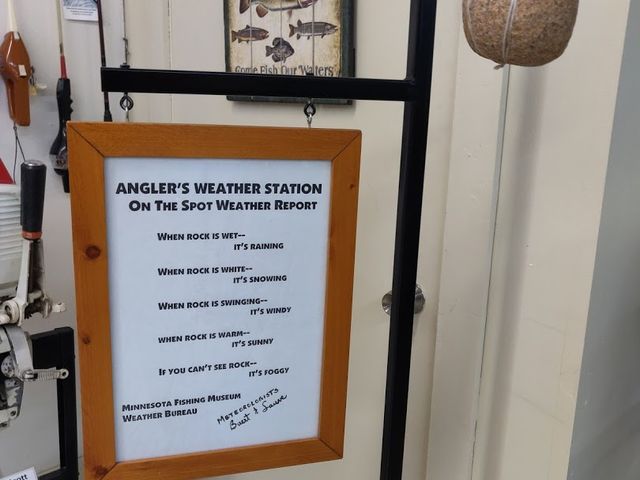 Come Fish Our Waters
ANGLER'S WEATHER STATION
ON THE SPOT WEATHER REPORT
WHEN ROCK IS WET--
IT'S RAINING
WHEN ROCK IS WHITE--
IT'S SNOWING
WHEN ROCK IS SWINGING--
IT'S WINDY
WHEN ROCK IS WARM--
IT'S SUNNY
IF YOU CAN'T SEE ROCK--
IT'S FOGGY
MINNESOTA FISHING MUSEUM
WEATHER BUREAU
METEOROLOGISTS